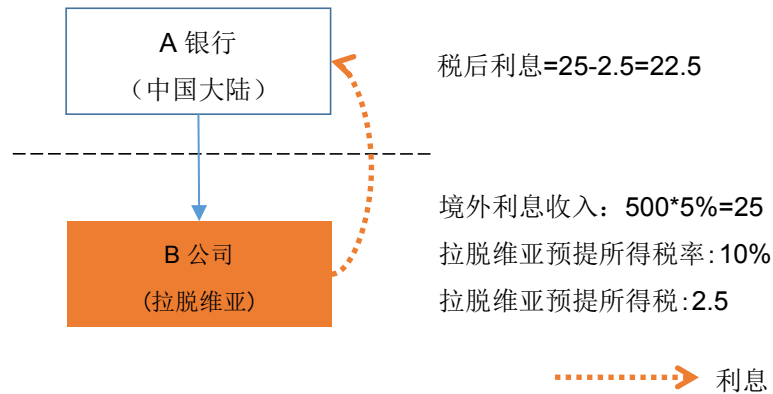 A 银行
（中国大陆）
税后利息=25-2.5=22.5
B 公司
(拉脱维亚)
境外利息收入：500*5%=25
拉脱维亚预提所得税率:10%
拉脱维亚预提所得税:2.5
利息